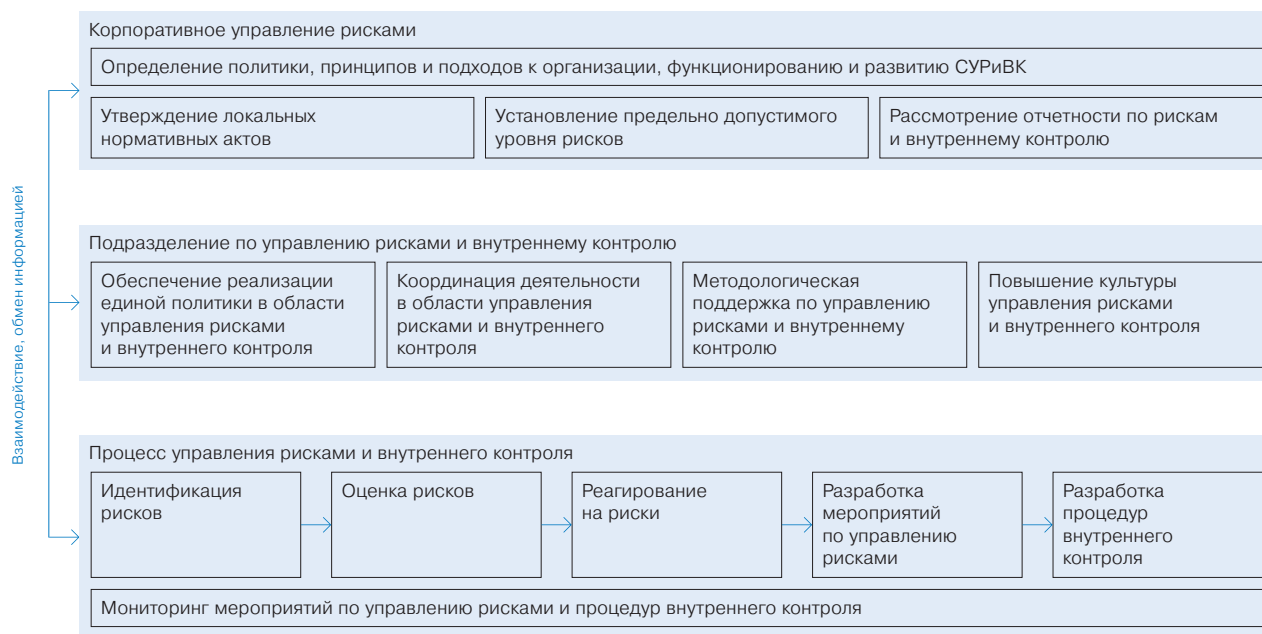 Корпоративное управление рисками
Определение политики, принципов и подходов к организации, функционированию и развитию СУРиВК
Утверждение локальных
нормативных актов
Установление предельно допустимого
уровня рисков
Рассмотрение отчетности по рискам
и внутреннему контролю
Взаимодействие, обмен информацией
Подразделение по управлению рисками и внутреннему контролю
Обеспечение реализации
единой политики в области
управления рисками
и внутреннего контроля
Координация деятельности
в области управления
рисками и внутреннего
контроля
Методологическая
поддержка по управлению
рисками и внутреннему
контролю
Повышение культуры
управления рисками
и внутреннего контроля
Процесс управления рисками и внутреннего контроля
Идентификация
рисков
Оценка рисков
Реагирование
на риски
Разработка
мероприятий
по управлению
рисками
Разработка
процедур
внутреннего
контроля
Мониторинг мероприятий по управлению рисками и процедур внутреннего контроля